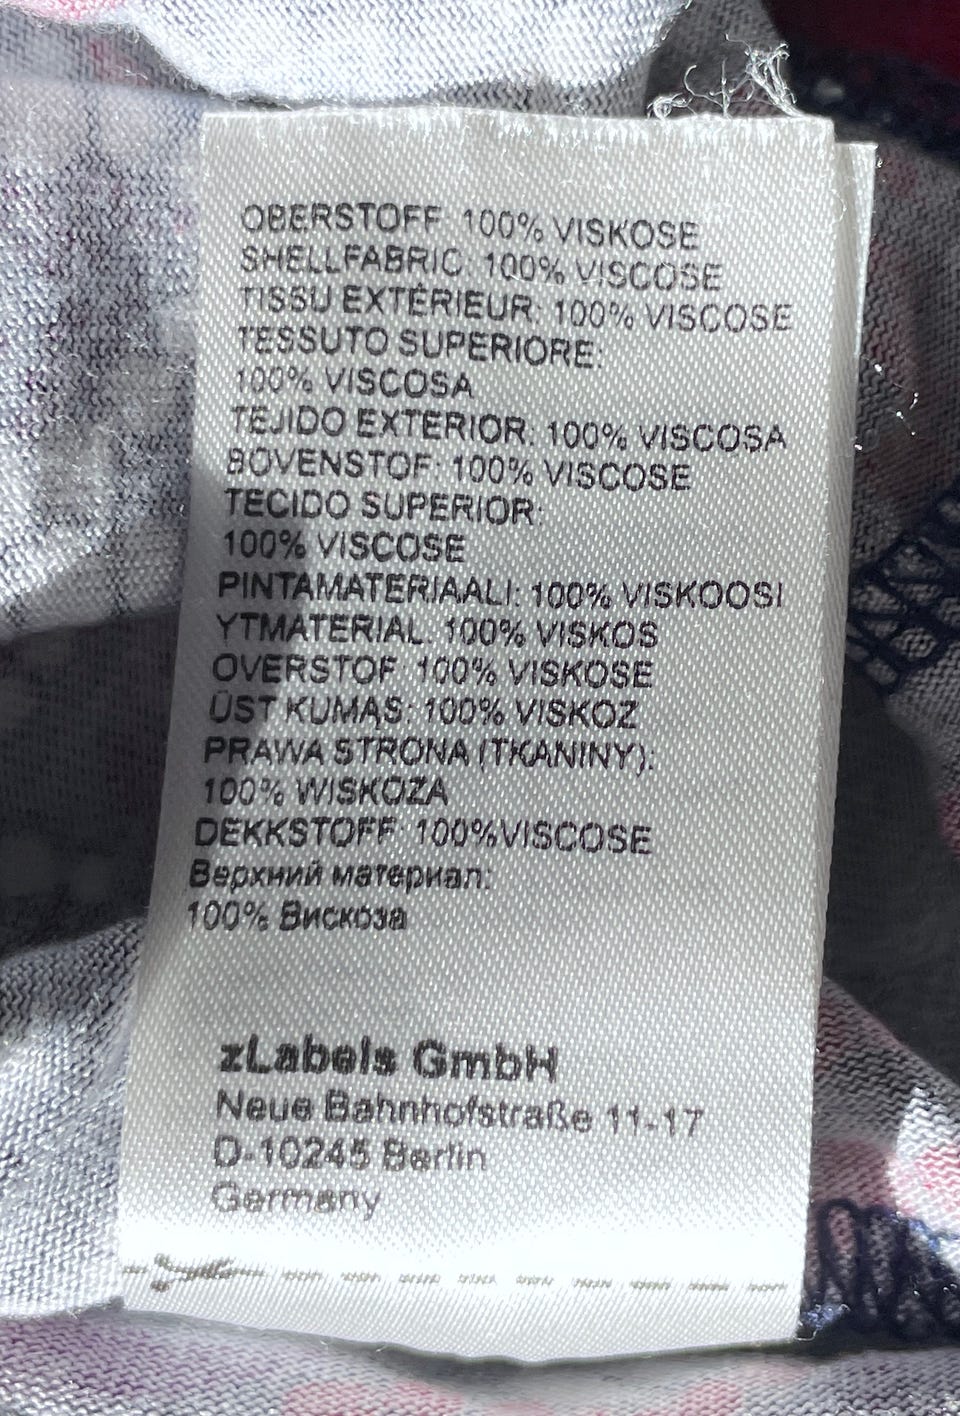 OBERSTOFF: 100% VISKOSE
SHELLFABRIC: 100% VISCOSE
TISSU EXTÉRIEUR: 100% VISCOSE
TESSUTO SUPERIORE:
100% VISCOSA
TEJIDO EXTERIOR: 100% VISCOSA
BOVENSTOF: 100% VISCOSE
TECIDO SUPERIOR:
100% VISCOSE
PINTAMATERIAALI: 100% VISKOOSI
YTMATERIAL: 100% VISKOS
OVERSTOF: 100% VISKOSE
ÜST KUMAŞ: 100% VISKOZ
PRAWA STRONA (TKANINY):
100% WISKOZA
DEKKSTOFF: 100%VISCOSE
Верхний материал:
100% Вискоза
zLabels GmbH
Neue Bahnhofstraße 11-17
D-10245 Berlin
Germany